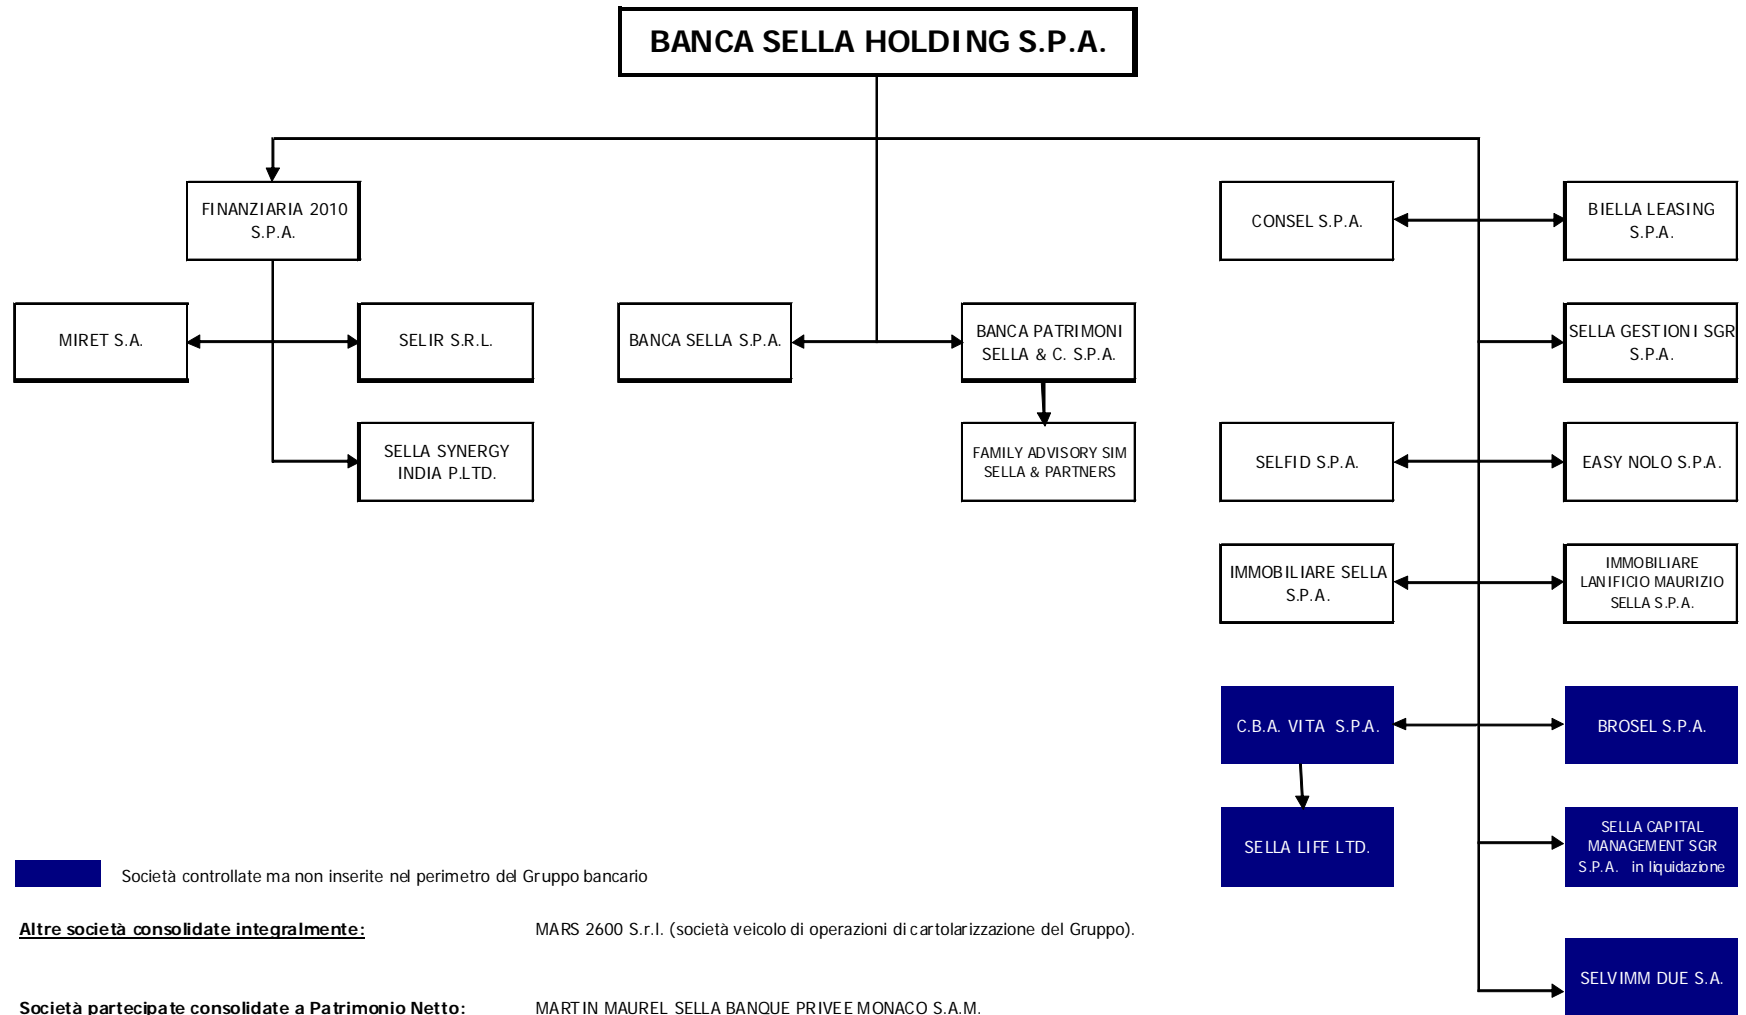 BANCA SELLA HOLDING S.P.A.
FINANZIARIA 2010
S.P.A.
CONSEL S.P.A.
BIELLA LEASING
S.P.A.
MIRET S.A.
SELIR S.R.L.
BANCA SELLA S.P.A.
BANCA PATRIMONI
SELLA & C. S.P.A.
SELLA GESTIONI SGR
S.P.A.
SELLA SYNERGY
INDIA P.LTD.
FAMILY ADVISORY SIM
SELLA & PARTNERS
SELFID S.P.A.
EASY NOLO S.P.A.
IMMOBILIARE SELLA
S.P.A.
IMMOBILIARE
LANIFICIO MAURIZIO
SELLA S.P.A.
C.B.A. VITA S.P.A.
BROSEL S.P.A.
SELLA LIFE LTD.
SELLA CAPITAL
MANAGEMENT SGR
S.P.A. in liquidazione
Società controllate ma non inserite nel perimetro del Gruppo bancario
Altre società consolidate integralmente: MARS 2600 S.r.l. (società veicolo di operazioni di cartolarizzazione del Gruppo).
SELVIMM DUE S.A.
Società partecipate consolidate a Patrimonio Netto: MARTIN MAUREL SELLA BANQUE PRIVEE MONACO S.A.M.